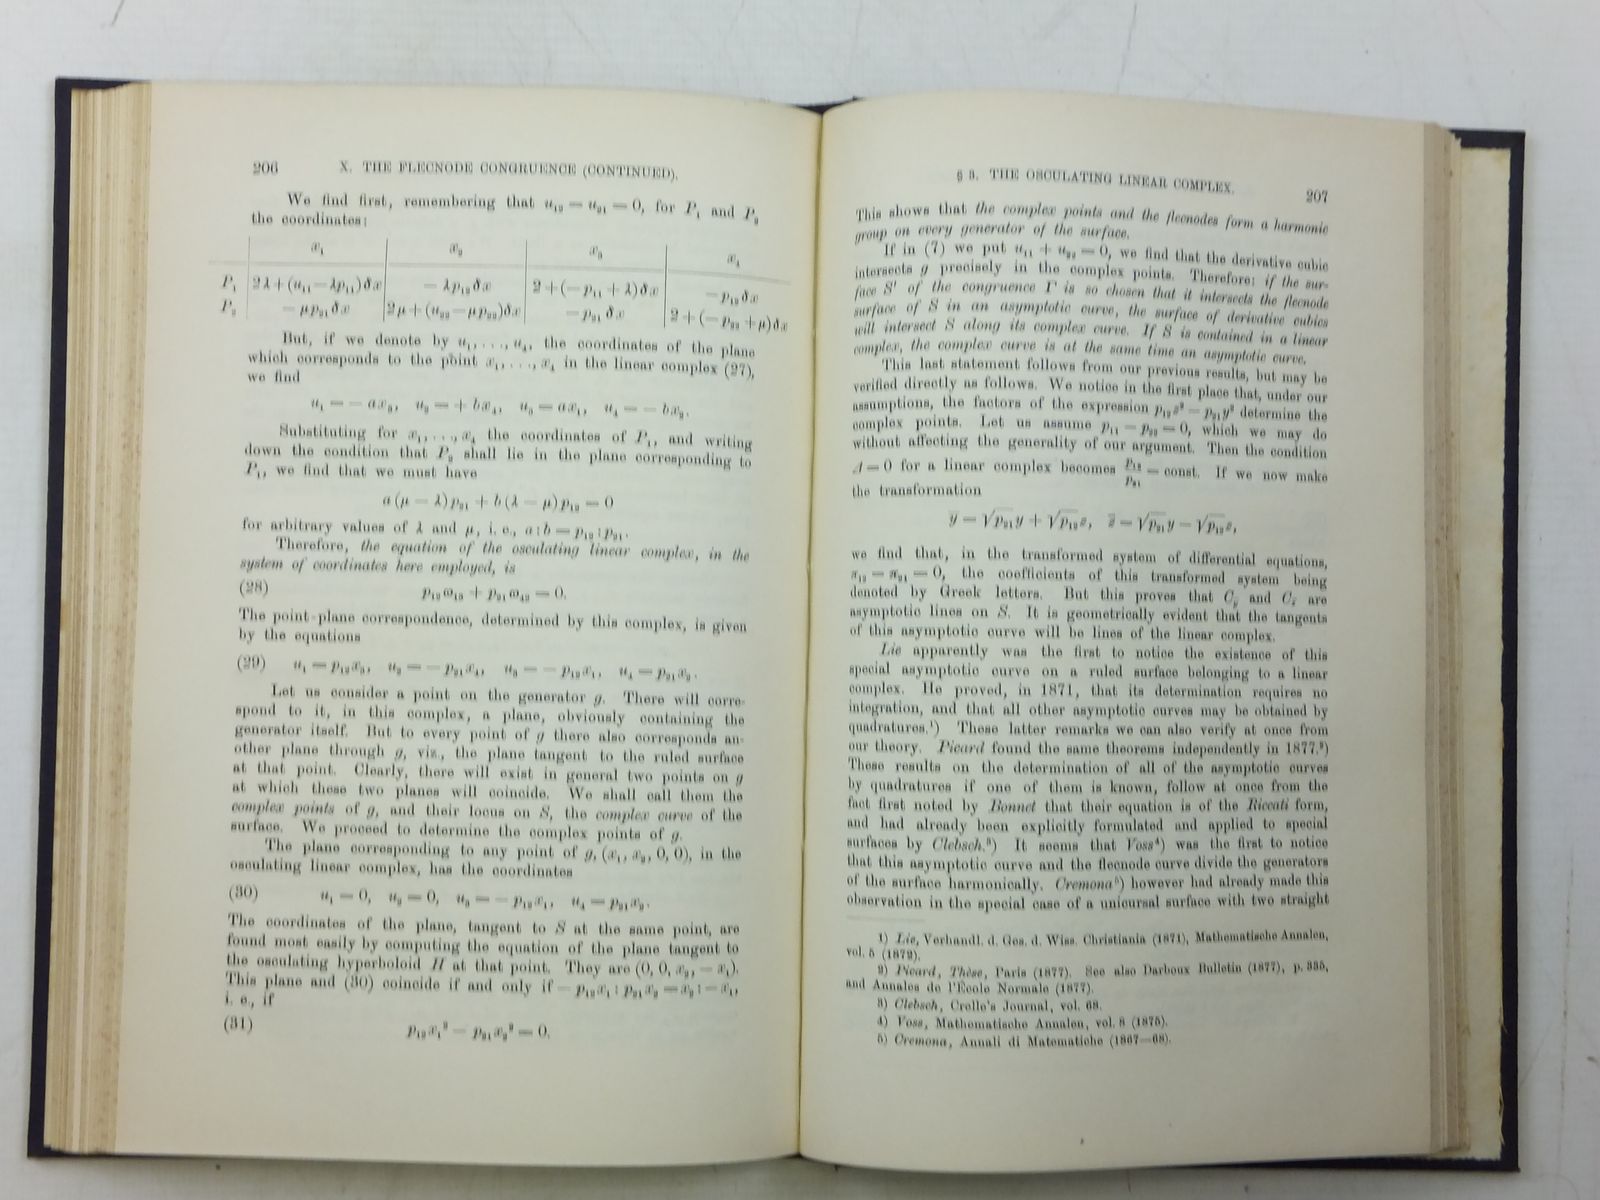 206 X. THE FLECNODE CONGRUENCE (CONTINUED).
We find first, remembering that u₁₂ = u₂₁ = 0, for P₁ and P₂
the coordinates:
x₁ x₂ x₃ x₄
P₁ 2λ + (u₁₁ — λp₁₁)δx — λp₁₂δx 2 + (— p₁₁ + λ)δx — p₁₂δx
P₂ — μp₂₁δx 2μ + (u₂₂ — μp₂₂)δx — p₂₁δx 2 + (— p₂₂ + μ)δx
But, if we denote by u₁, . . ., u₄, the coordinates of the plane
which corresponds to the point x₁, . . ., x₄ in the linear complex (27),
we find
u₁ = — ax₃, u₂ = + bx₄, u₃ = ax₁, u₄ = — bx₂.
Substituting for x₁, . . ., x₄ the coordinates of P₁, and writing
down the condition that P₂ shall lie in the plane corresponding to
P₁, we find that we must have
a(μ — λ)p₂₁ + b(λ — μ)p₁₂ = 0
for arbitrary values of λ and μ, i. e., a : b = p₁₂ : p₂₁.
Therefore, the equation of the osculating linear complex, in the
system of coordinates here employed, is
(28) p₁₂ω₁₃ + p₂₁ω₄₂ = 0.
The point-plane correspondence, determined by this complex, is given
by the equations
(29) u₁ = p₁₂x₃, u₂ = — p₂₁x₄, u₃ = — p₁₂x₁, u₄ = p₂₁x₂.
Let us consider a point on the generator g. There will corre-
spond to it, in this complex, a plane, obviously containing the
generator itself. But to every point of g there also corresponds an-
other plane through g, viz., the plane tangent to the ruled surface
at that point. Clearly, there will exist in general two points on g
at which these two planes will coincide. We shall call them the
complex points of g, and their locus on S, the complex curve of the
surface. We proceed to determine the complex points of g.
The plane corresponding to any point of g, (x₁, x₂, 0, 0), in the
osculating linear complex, has the coordinates
(30) u₁ = 0, u₂ = 0, u₃ = — p₁₂x₁, u₄ = p₂₁x₂.
The coordinates of the plane, tangent to S at the same point, are
found most easily by computing the equation of the plane tangent to
the osculating hyperboloid H at that point. They are (0, 0, x₂, — x₁).
This plane and (30) coincide if and only if — p₁₂x₁ : p₂₁x₂ = x₂ : — x₁,
i. e., if
(31) p₁₂x₁² — p₂₁x₂² = 0.
§ 3. THE OSCULATING LINEAR COMPLEX. 207
This shows that the complex points and the flecnodes form a harmonic
group on every generator of the surface.
If in (7) we put u₁₁ + u₂₂ = 0, we find that the derivative cubic
intersects g precisely in the complex points. Therefore: if the sur-
face S′ of the congruence Γ is so chosen that it intersects the flecnode
surface of S in an asymptotic curve, the surface of derivative cubics
will intersect S along its complex curve. If S is contained in a linear
complex, the complex curve is at the same time an asymptotic curve.
This last statement follows from our previous results, but may be
verified directly as follows. We notice in the first place that, under our
assumptions, the factors of the expression p₁₂z² — p₂₁y² determine the
complex points. Let us assume p₁₁ — p₂₂ = 0, which we may do
without affecting the generality of our argument. Then the condition
Δ = 0 for a linear complex becomes p₁₂/p₂₁ = const. If we now make
the transformation
ȳ = √p₂₁ y + √p₁₂ z, z̄ = √p₂₁ y — √p₁₂ z,
we find that, in the transformed system of differential equations,
π₁₂ = π₂₁ = 0, the coefficients of this transformed system being
denoted by Greek letters. But this proves that C_ȳ and C_z̄ are
asymptotic lines on S. It is geometrically evident that the tangents
of this asymptotic curve will be lines of the linear complex.
Lie apparently was the first to notice the existence of this
special asymptotic curve on a ruled surface belonging to a linear
complex. He proved, in 1871, that its determination requires no
integration, and that all other asymptotic curves may be obtained by
quadratures.¹) These latter remarks we can also verify at once from
our theory. Picard found the same theorems independently in 1877.²)
These results on the determination of all of the asymptotic curves
by quadratures if one of them is known, follow at once from the
fact first noted by Bonnet that their equation is of the Riccati form,
and had already been explicitly formulated and applied to special
surfaces by Clebsch.³) It seems that Voss⁴) was the first to notice
that this asymptotic curve and the flecnode curve divide the generators
of the surface harmonically. Cremona⁵) however had already made this
observation in the special case of a unicursal surface with two straight
1) Lie, Verhandl. d. Ges. d. Wiss. Christiania (1871), Mathematische Annalen,
vol. 5 (1872).
2) Picard, Thèse, Paris (1877). See also Darboux Bulletin (1877), p. 335,
and Annales de l'École Normale (1877).
3) Clebsch, Crelle's Journal, vol. 68.
4) Voss, Mathematische Annalen, vol. 8 (1875).
5) Cremona, Annali di Matematiche (1867—68).